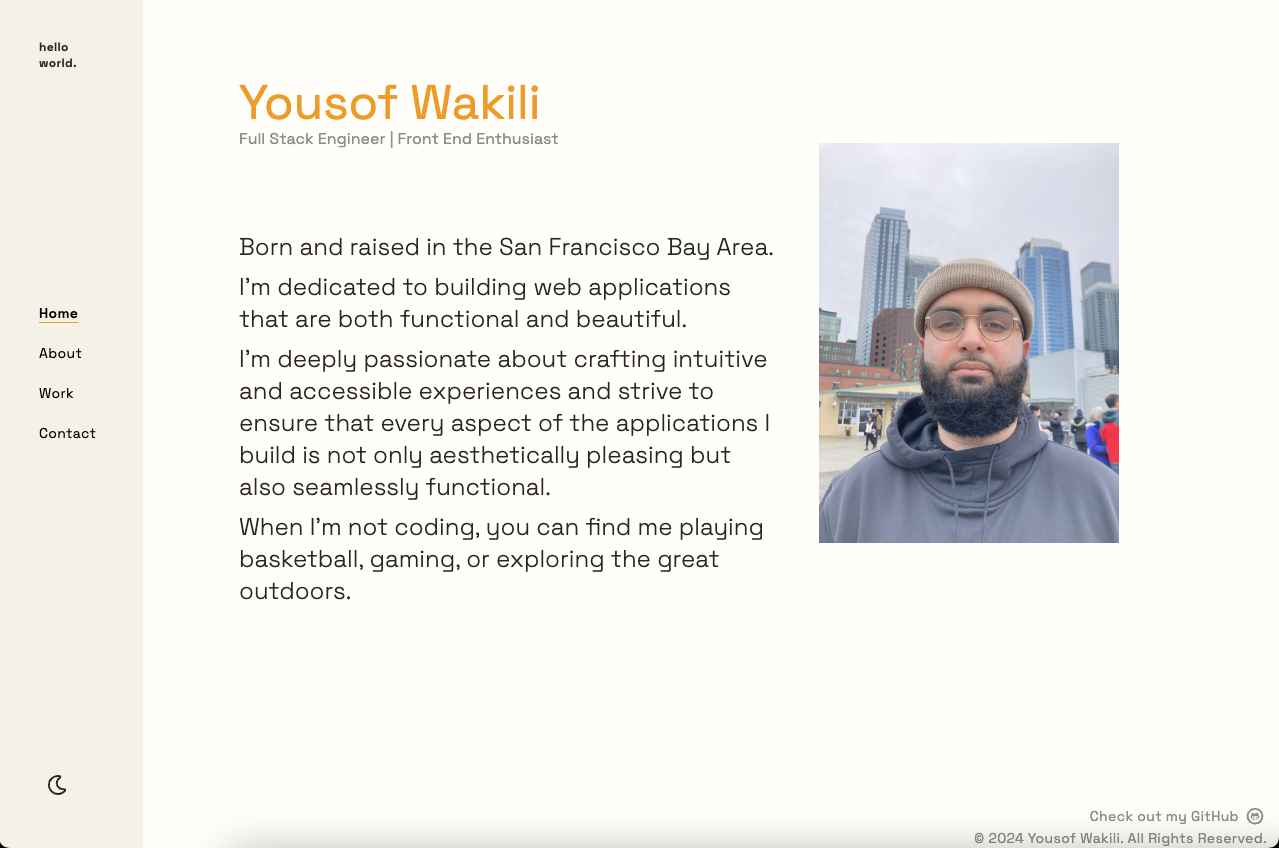 hello
world.
Home
About
Work
Contact
Yousof Wakili
Full Stack Engineer | Front End Enthusiast
Born and raised in the San Francisco Bay Area.
I'm dedicated to building web applications
that are both functional and beautiful.
I'm deeply passionate about crafting intuitive
and accessible experiences and strive to
ensure that every aspect of the applications I
build is not only aesthetically pleasing but
also seamlessly functional.
When I'm not coding, you can find me playing
basketball, gaming, or exploring the great
outdoors.
Check out my GitHub
© 2024 Yousof Wakili. All Rights Reserved.